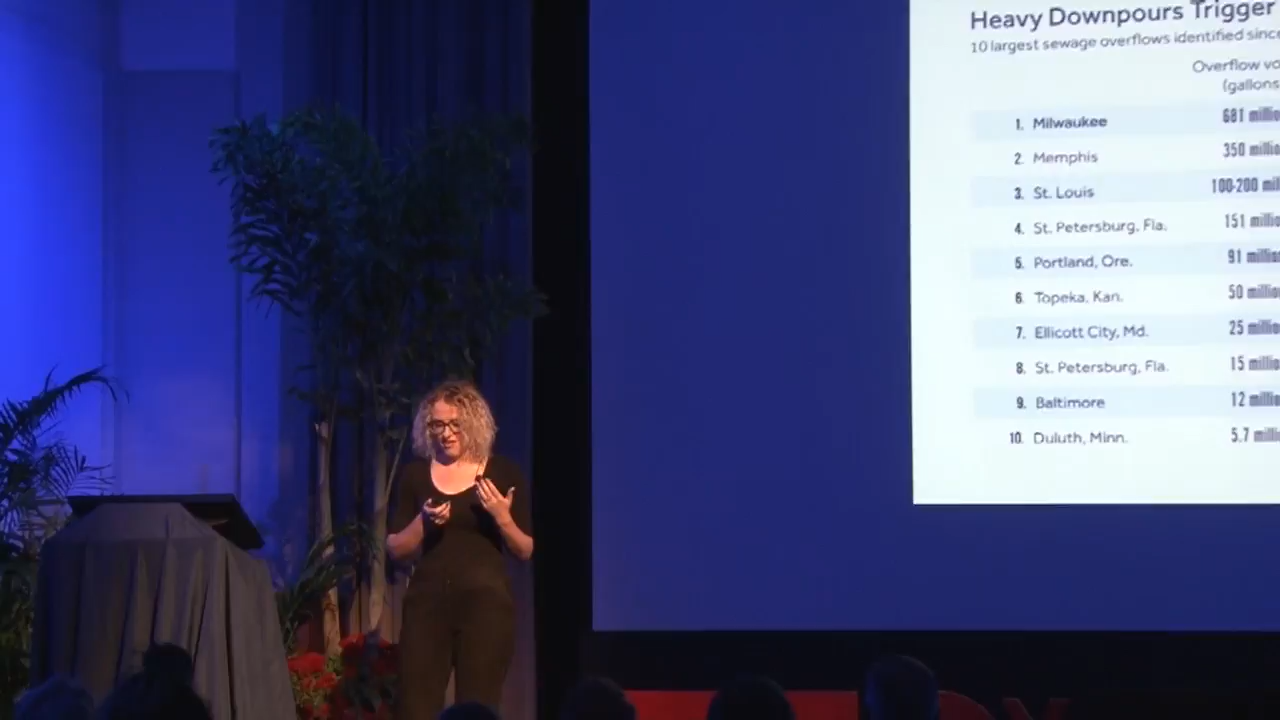 Heavy Downpours Trigger
10 largest sewage overflows identified since
Overflow
(gallons
1. Milwaukee 681
2. Memphis 350
3. St. Louis 100-200
4. St. Petersburg, Fla. 151
5. Portland, Ore. 91
6. Topeka, Kan. 50
7. Ellicott City, Md. 25
8. St. Petersburg, Fla. 15
9. Baltimore 12
10. Duluth, Minn. 5.7